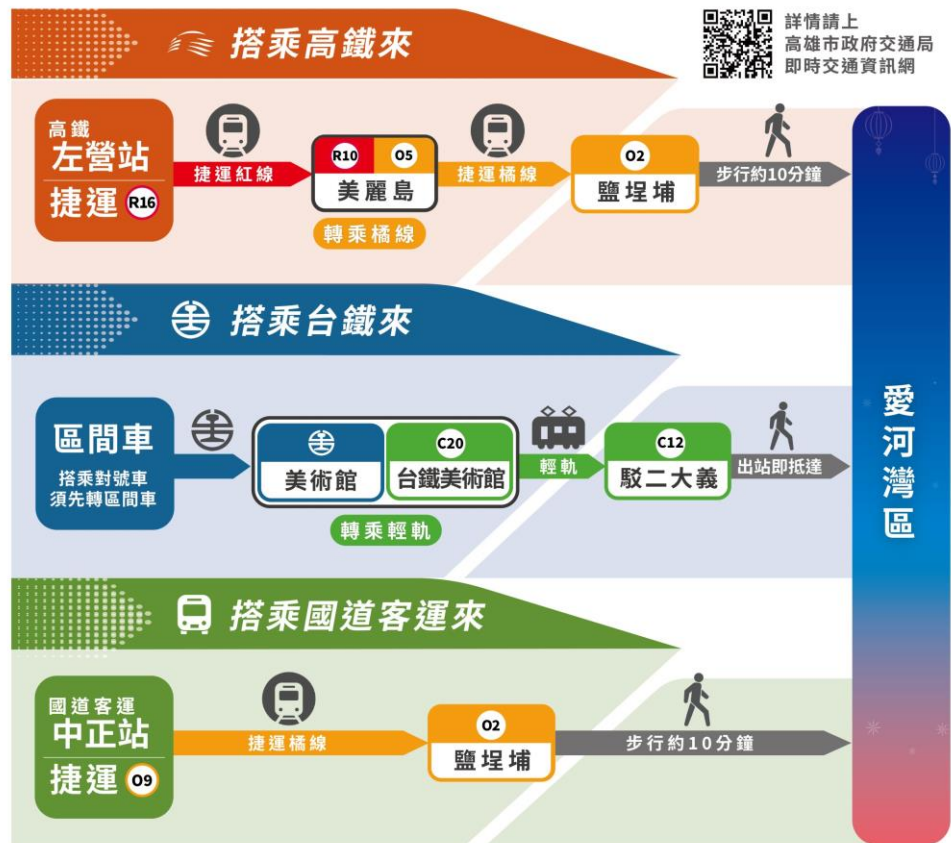 搭乘高鐵來
詳情請上
高雄市政府交通局
即時交通資訊網
高鐵
左營站
捷運 R16
捷運紅線
R10 O5
美麗島
轉乘橘線
捷運橘線
O2
鹽埕埔
步行約10分鐘
搭乘台鐵來
區間車
搭乘對號車
須先轉區間車
美術館
C20
台鐵美術館
轉乘輕軌
輕軌
C12
駁二大義
出站即抵達
愛河灣區
搭乘國道客運來
國道客運
中正站
捷運 O9
捷運橘線
O2
鹽埕埔
步行約10分鐘